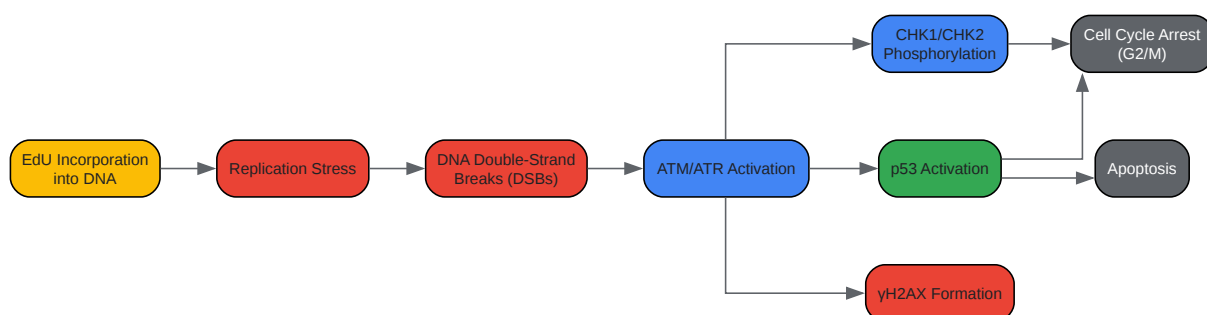 CHK1/CHK2
Phosphorylation
Cell Cycle Arrest
(G2/M)
EdU Incorporation
into DNA
Replication Stress
DNA Double-Strand
Breaks (DSBs)
ATM/ATR Activation
p53 Activation
Apoptosis
γH2AX Formation